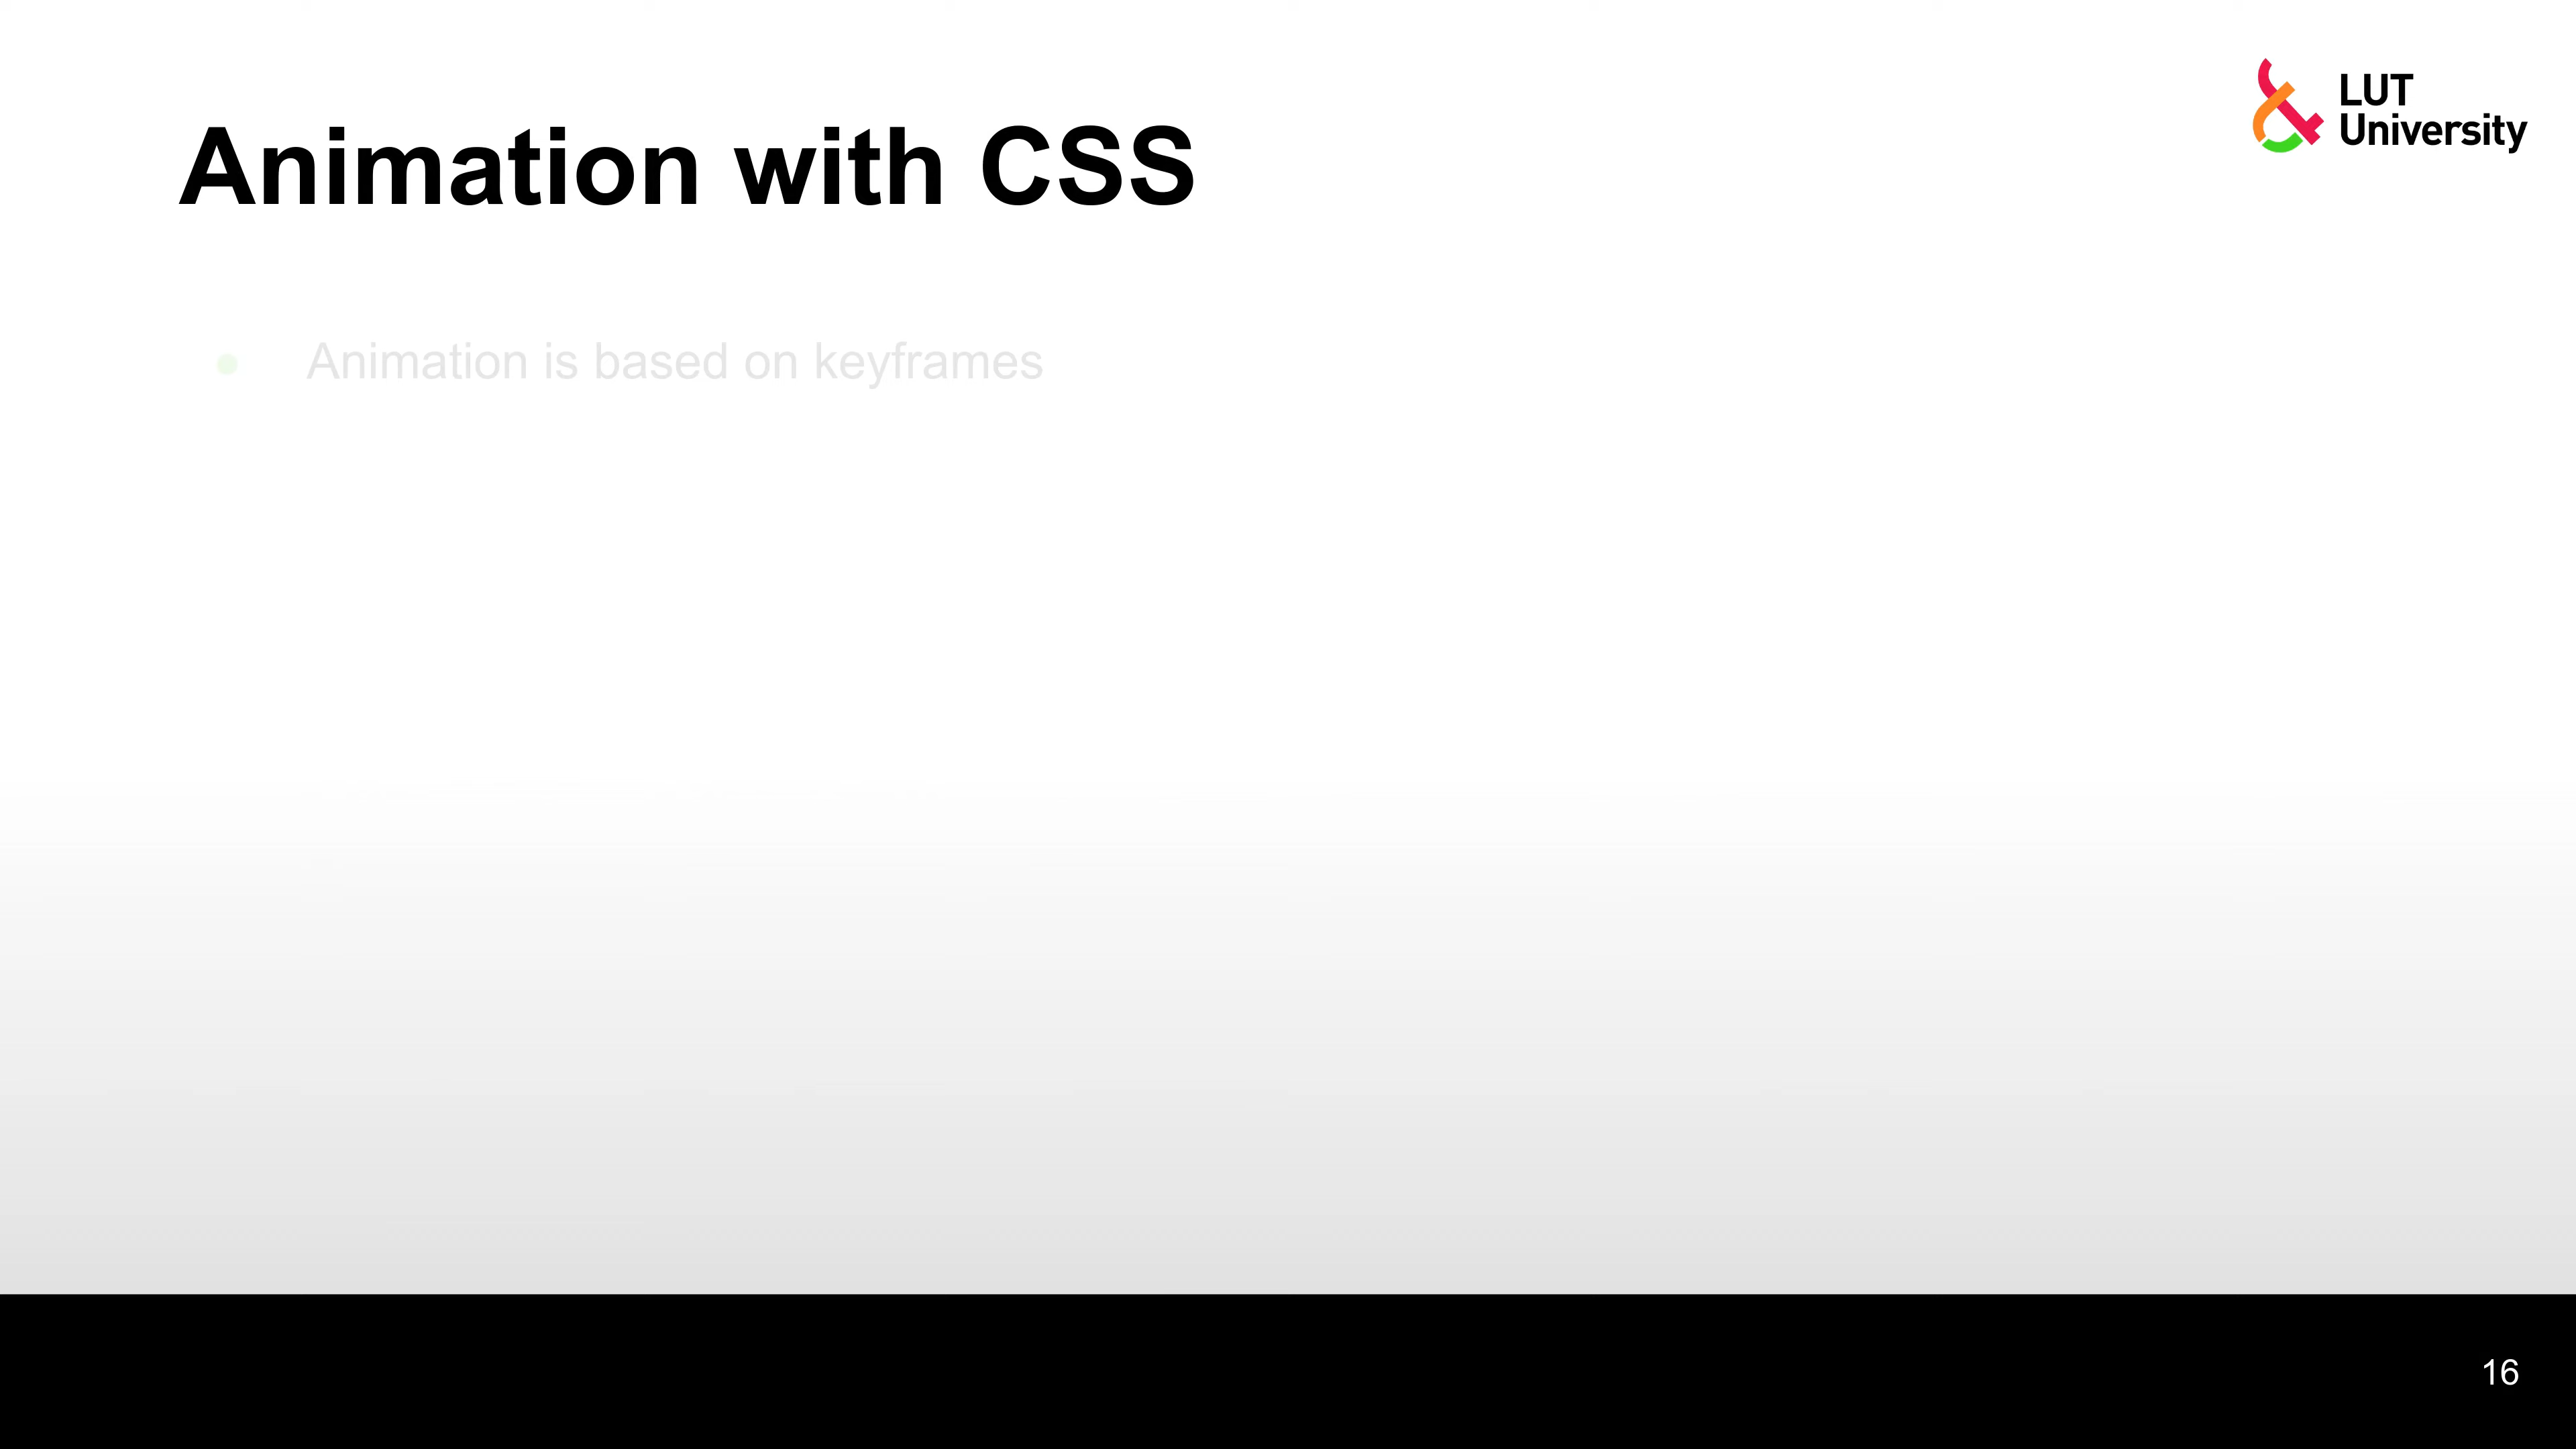 Animation with CSS
LUT
University
Animation is based on keyframes
16